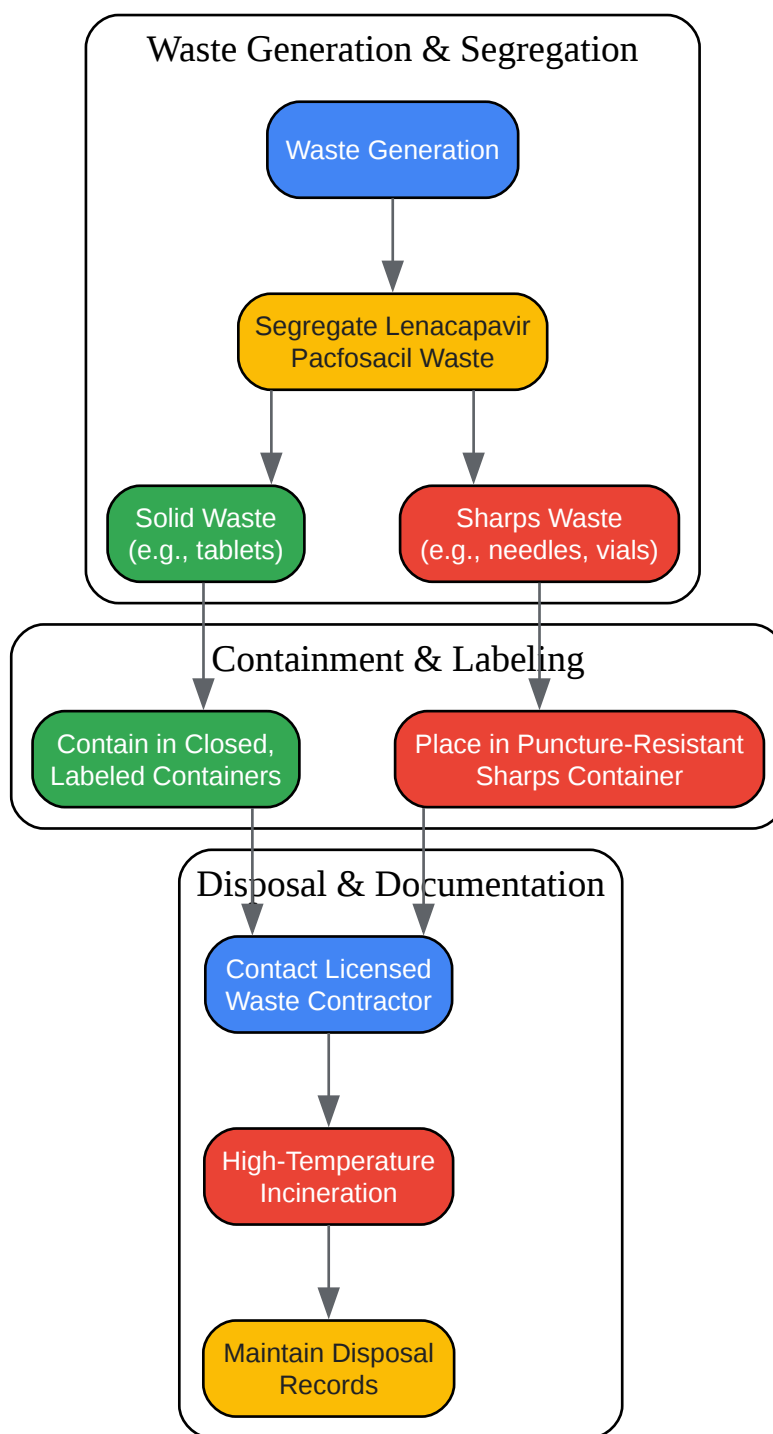 Waste Generation & Segregation
Waste Generation
Segregate Lenacapavir
Pacfosacil Waste
Solid Waste
(e.g., tablets)
Sharps Waste
(e.g., needles, vials)
Containment & Labeling
Contain in Closed,
Labeled Containers
Place in Puncture-Resistant
Sharps Container
Disposal & Documentation
Contact Licensed
Waste Contractor
High-Temperature
Incineration
Maintain Disposal
Records